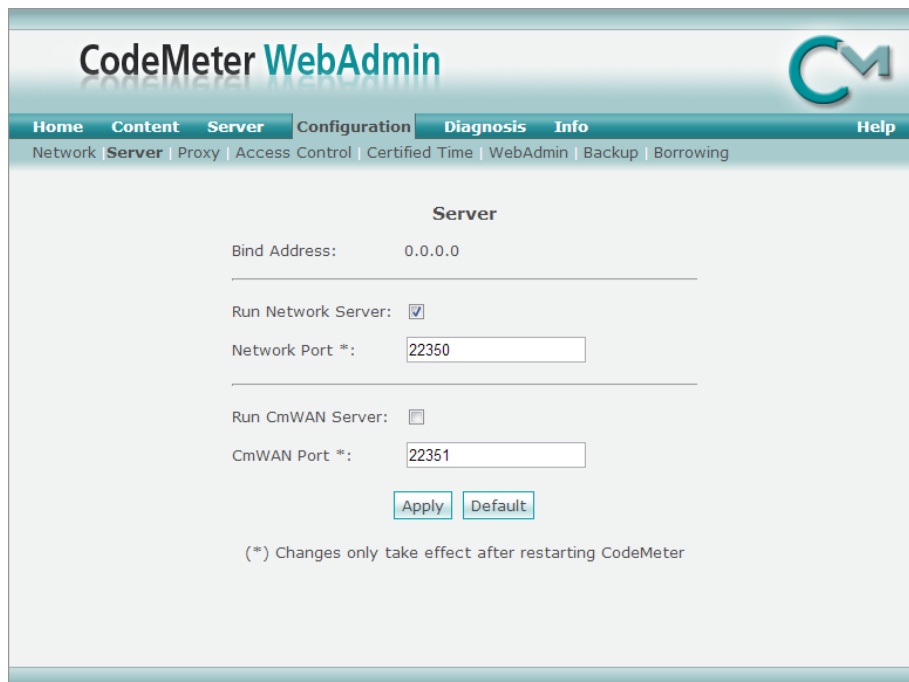 CodeMeter WebAdmin
CM
Home Content Server Configuration Diagnosis Info Help
Network | Server | Proxy | Access Control | Certified Time | WebAdmin | Backup | Borrowing
Server
Bind Address: 0.0.0.0
Run Network Server:
Network Port *: 22350
Run CmWAN Server:
CmWAN Port *: 22351
Apply Default
(*) Changes only take effect after restarting CodeMeter